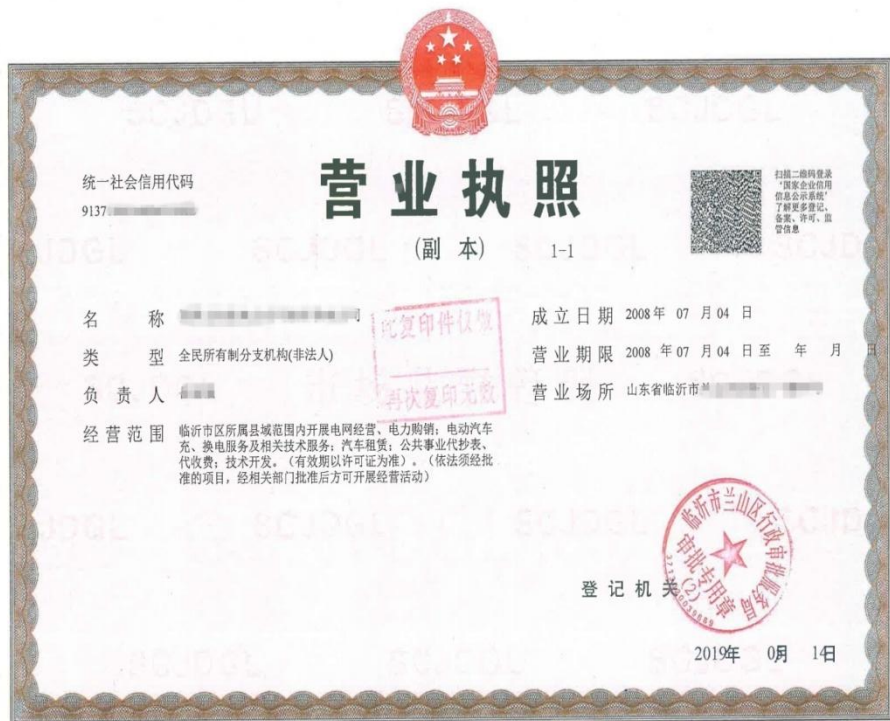 统一社会信用代码
9137
营业执照
(副 本) 1-1
扫描二维码登录
‘国家企业信用
信息公示系统’
了解更多登记、
备案、许可、监
管信息
名 称 司
类 型 全民所有制分支机构(非法人)
负 责 人
经 营 范 围 临沂市区所属县域范围内开展电网经营、电力购销；电动汽车
充、换电服务及相关技术服务；汽车租赁；公共事业代抄表、
代收费；技术开发。（有效期以许可证为准）。（依法须经批
准的项目，经相关部门批准后方可开展经营活动）
此复印件仅做
再次复印无效
成 立 日 期 2008年 07 月 04 日
营 业 期 限 2008 年 07 月 04 日 至 年 月 日
营 业 场 所 山东省临沂市兰
临沂市兰山区行政审批服务局
审批专用章
(2)
登 记 机 关
2019年 月 14日